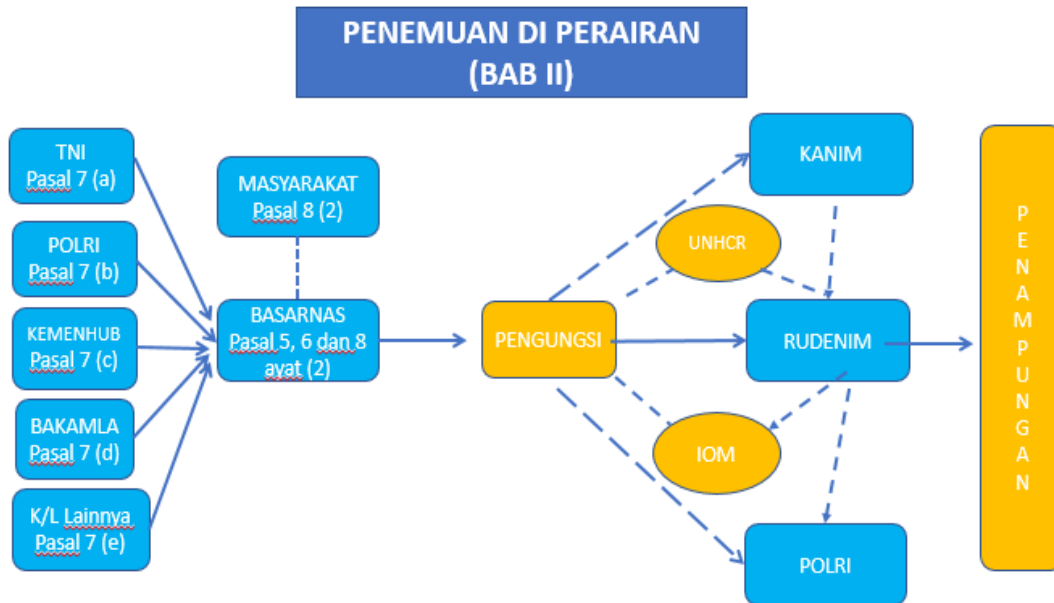 PENEMUAN DI PERAIRAN
(BAB II)
TNI
Pasal 7 (a)
POLRI
Pasal 7 (b)
KEMENHUB
Pasal 7 (c)
BAKAMLA
Pasal 7 (d)
K/L Lainnya
Pasal 7 (e)
MASYARAKAT
Pasal 8 (2)
BASARNAS
Pasal 5, 6 dan 8
ayat (2)
PENGUNGSI
KANIM
UNHCR
RUDENIM
IOM
POLRI
P
E
N
A
M
P
U
N
G
A
N